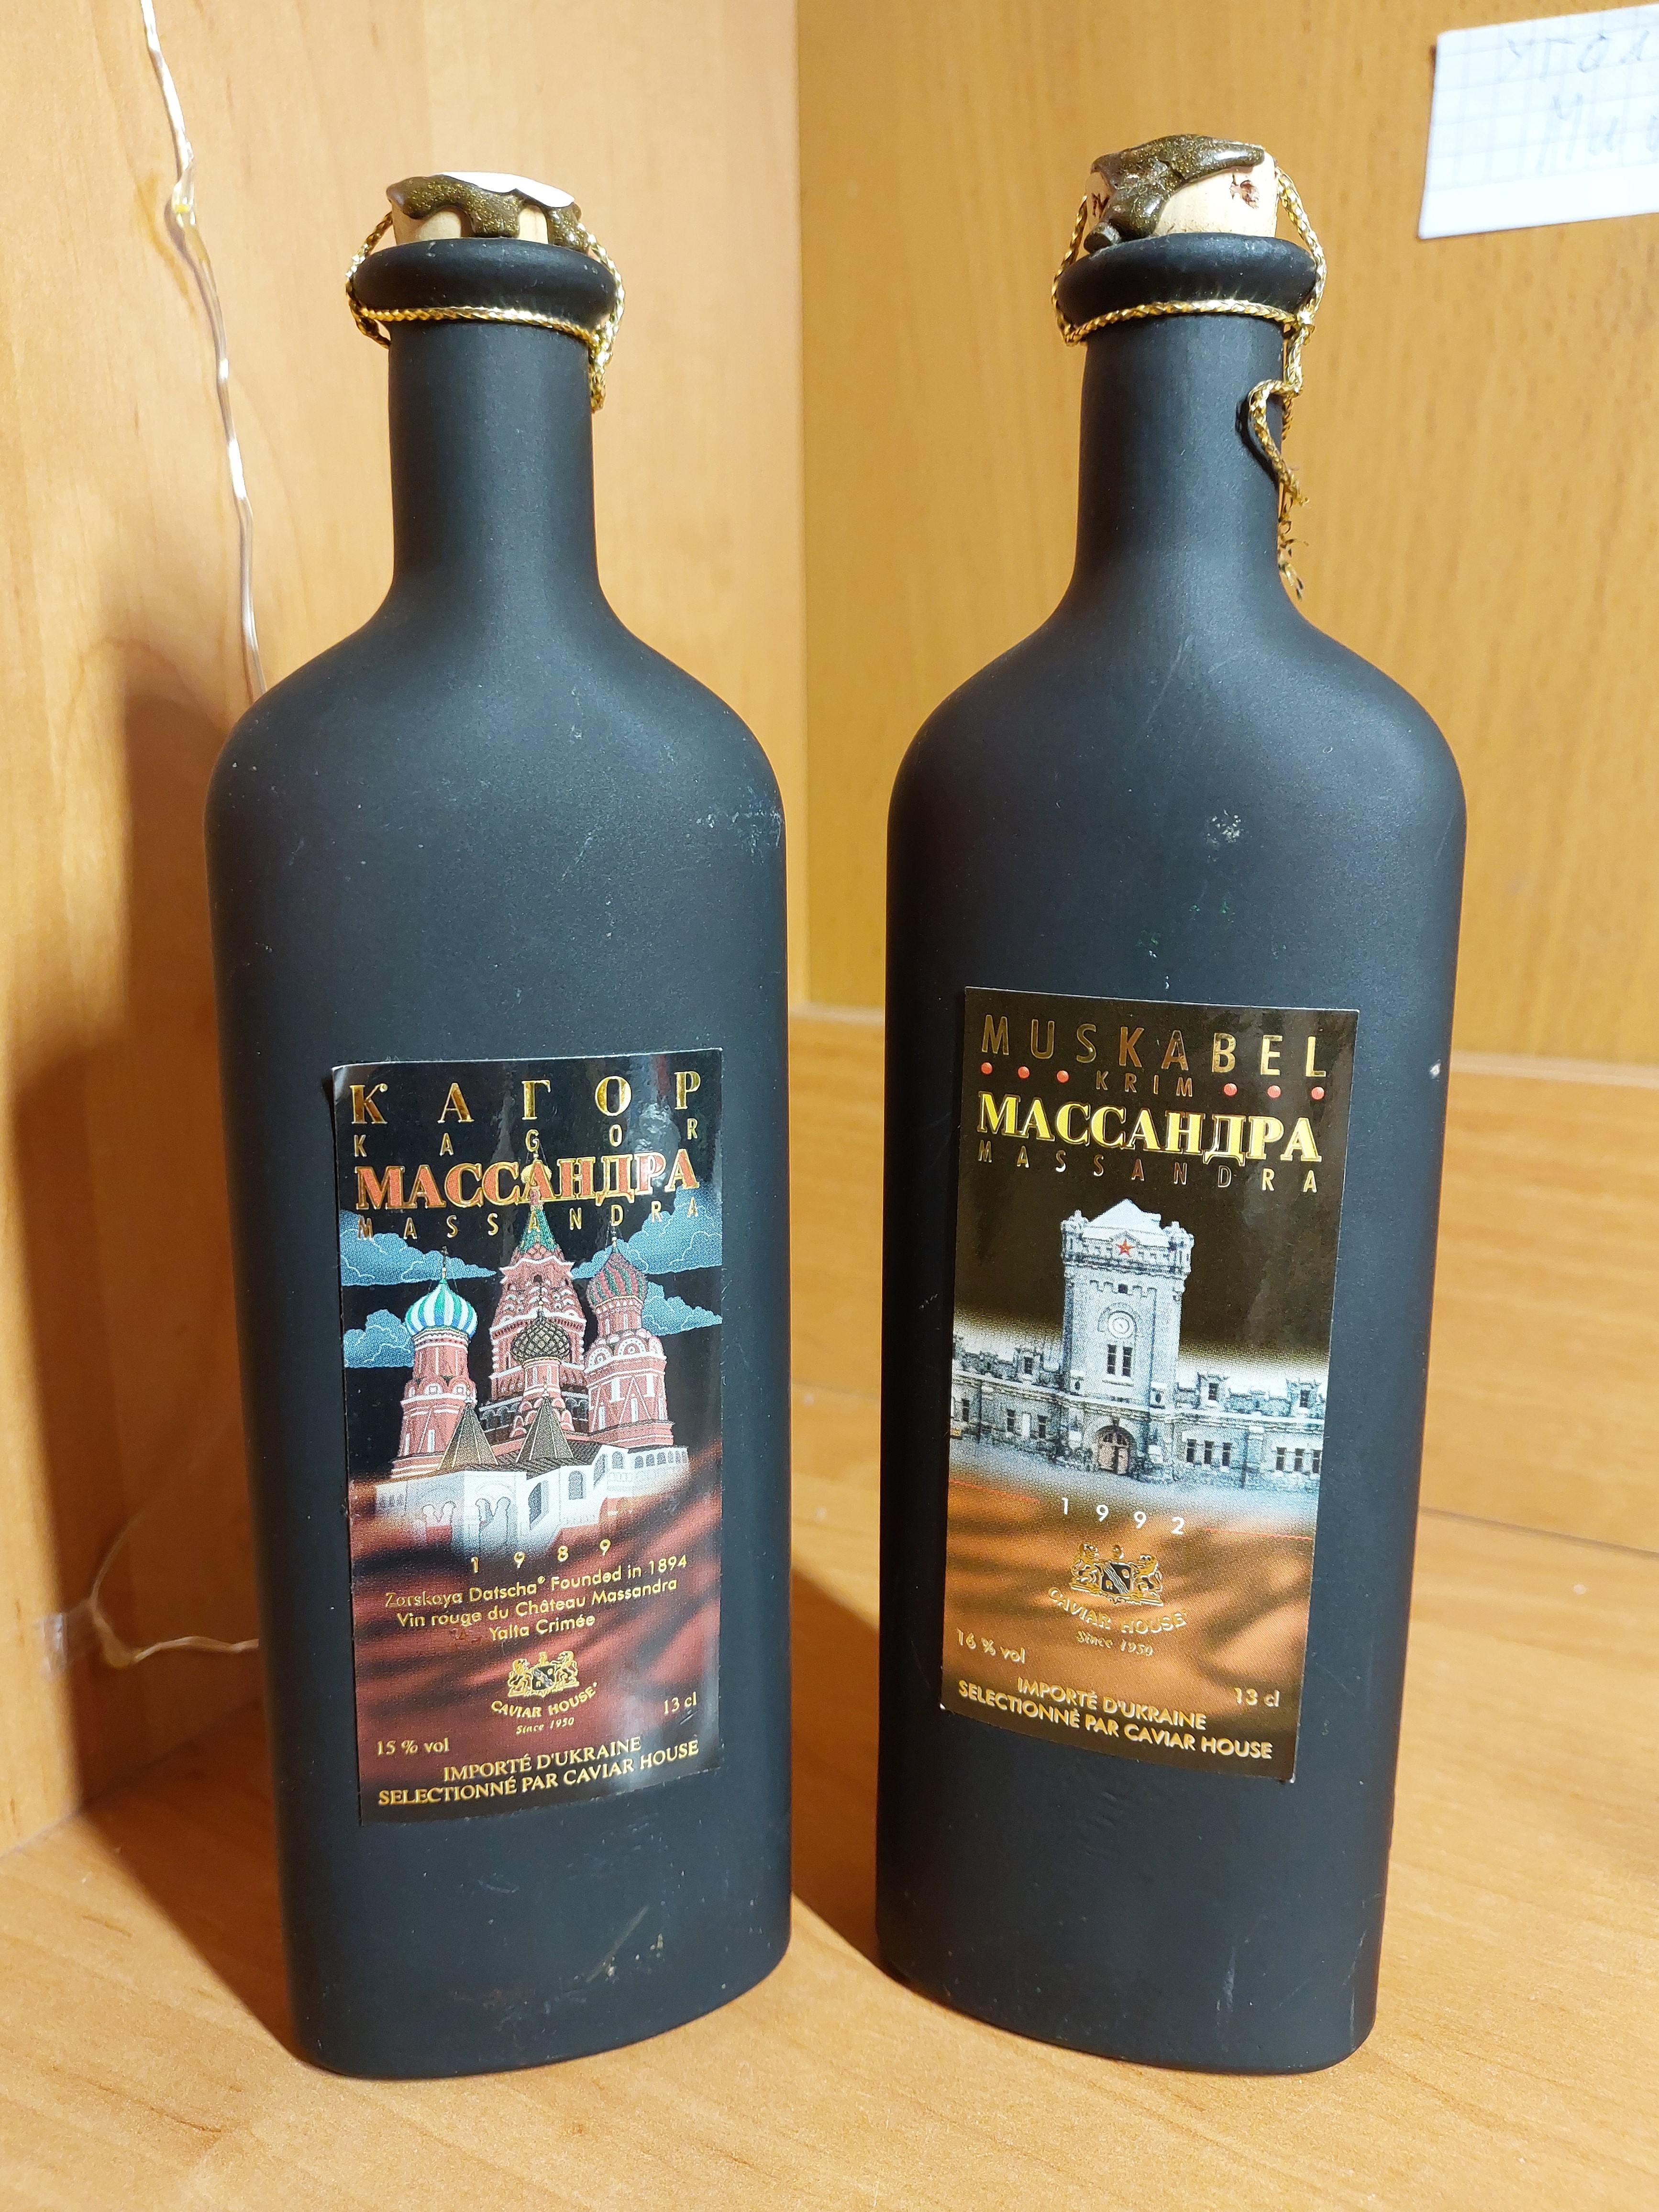 КАГОР
KAGOR
МАССАНДРА
MASSANDRA
1989
Zarskaya Datscha® Founded in 1894
Vin rouge du Château Massandra
Yalta Crimée
CAVIAR HOUSE®
Since 1950
13 cl
15 % vol
IMPORTÉ D'UKRAINE
SELECTIONNÉ PAR CAVIAR HOUSE
MUSKABEL
KRIM
МАССАНДРА
MASSANDRA
1992
CAVIAR HOUSE
Since 1950
16 % vol
13 cl
IMPORTÉ D'UKRAINE
SELECTIONNÉ PAR CAVIAR HOUSE